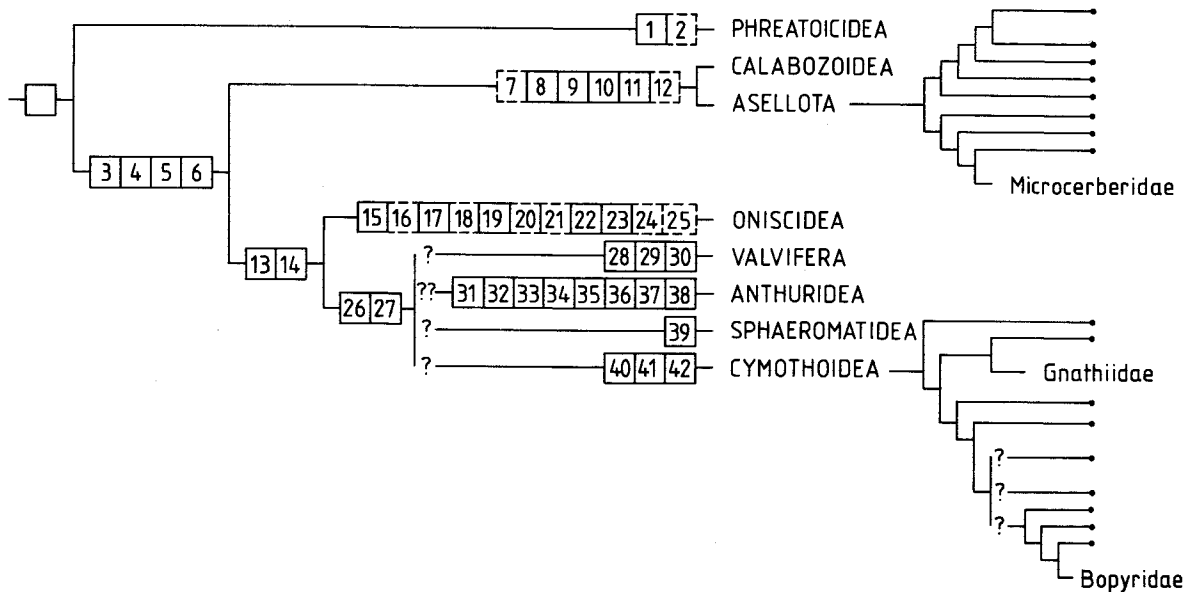 1 2 PHREATOICIDEA
CALABOZOIDEA
7 8 9 10 11 12
ASELLOTA
3 4 5 6
Microcerberidae
15 16 17 18 19 20 21 22 23 24 25 ONISCIDEA
? 28 29 30 VALVIFERA
13 14
?? 31 32 33 34 35 36 37 38 ANTHURIDEA
26 27
? 39 SPHAEROMATIDEA
? 40 41 42 CYMOTHOIDEA
Gnathiidae
?
?
?
Bopyridae